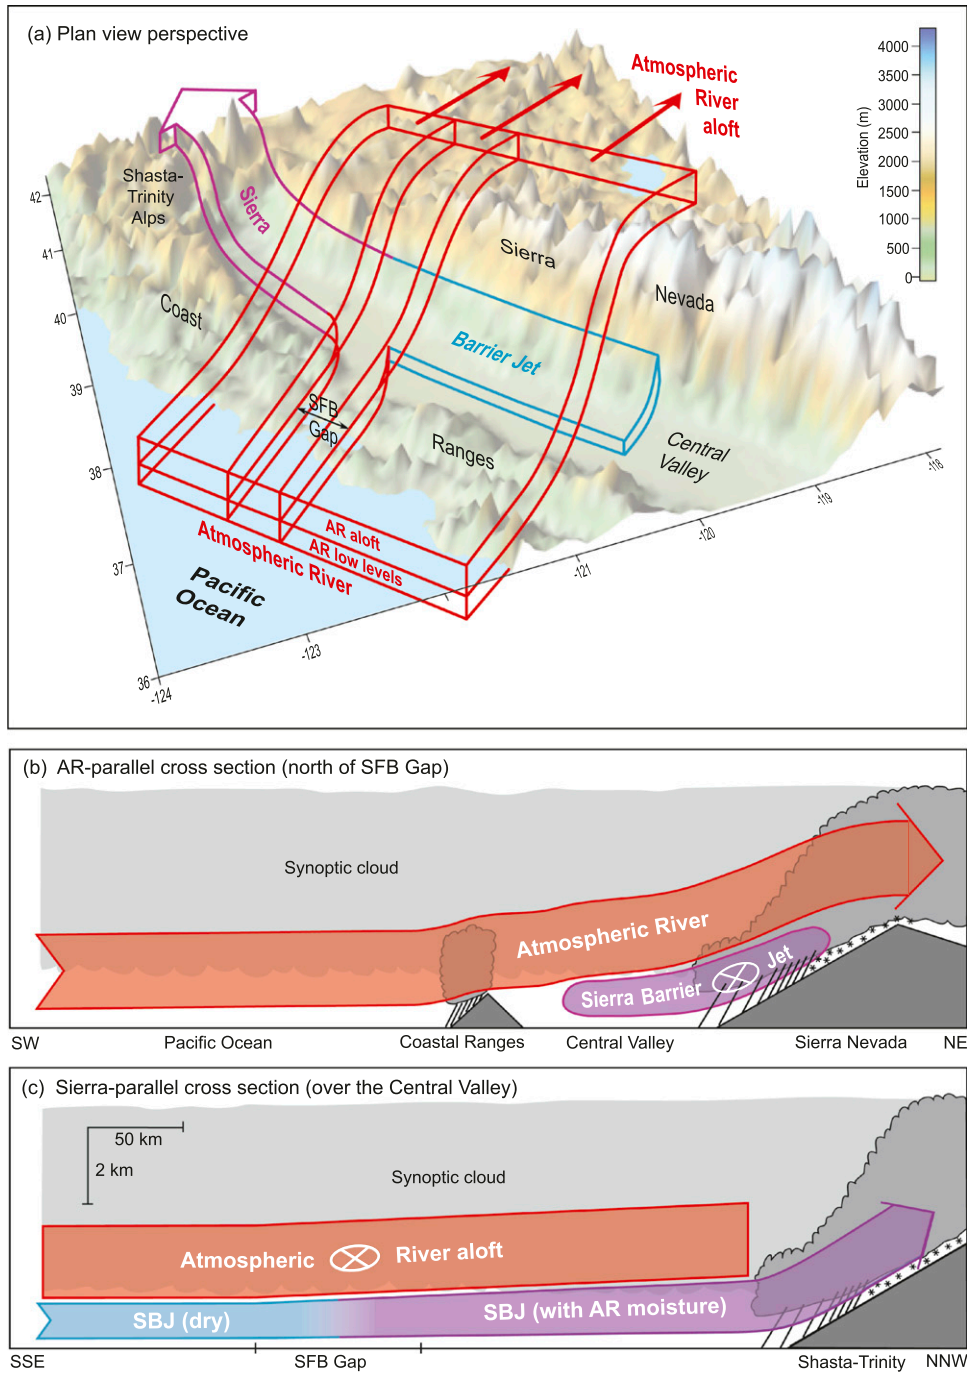 (a) Plan view perspective
Atmospheric
River
aloft
4000
3500
3000
2500
2000
1500
1000
500
0
Elevation (m)
Shasta-
Trinity
Alps
Sierra
Sierra
Nevada
Coast
Barrier Jet
SFB
Gap
Ranges
Central
Valley
42
41
40
39
38
37
36
-124
-123
-121
-120
-119
-118
AR aloft
AR low levels
Atmospheric River
Pacific
Ocean
(b) AR-parallel cross section (north of SFB Gap)
Synoptic cloud
Atmospheric River
Sierra Barrier Jet
SW
Pacific Ocean
Coastal Ranges
Central Valley
Sierra Nevada
NE
(c) Sierra-parallel cross section (over the Central Valley)
50 km
2 km
Synoptic cloud
Atmospheric River aloft
SBJ (dry)
SBJ (with AR moisture)
SSE
SFB Gap
Shasta-Trinity
NNW